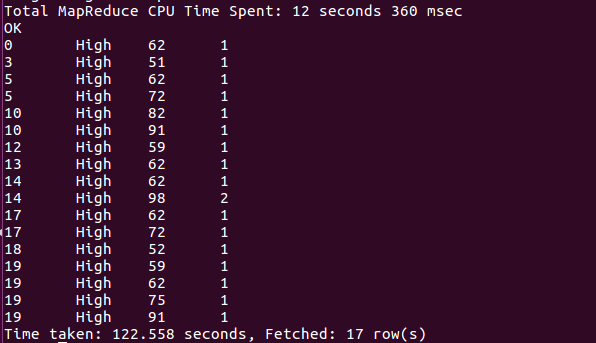 Total MapReduce CPU Time Spent: 12 seconds 360 msec
OK
0 High 62 1
3 High 51 1
5 High 62 1
5 High 72 1
10 High 82 1
10 High 91 1
12 High 59 1
13 High 62 1
14 High 62 1
14 High 98 2
17 High 62 1
17 High 72 1
18 High 52 1
19 High 59 1
19 High 62 1
19 High 75 1
19 High 91 1
Time taken: 122.558 seconds, Fetched: 17 row(s)